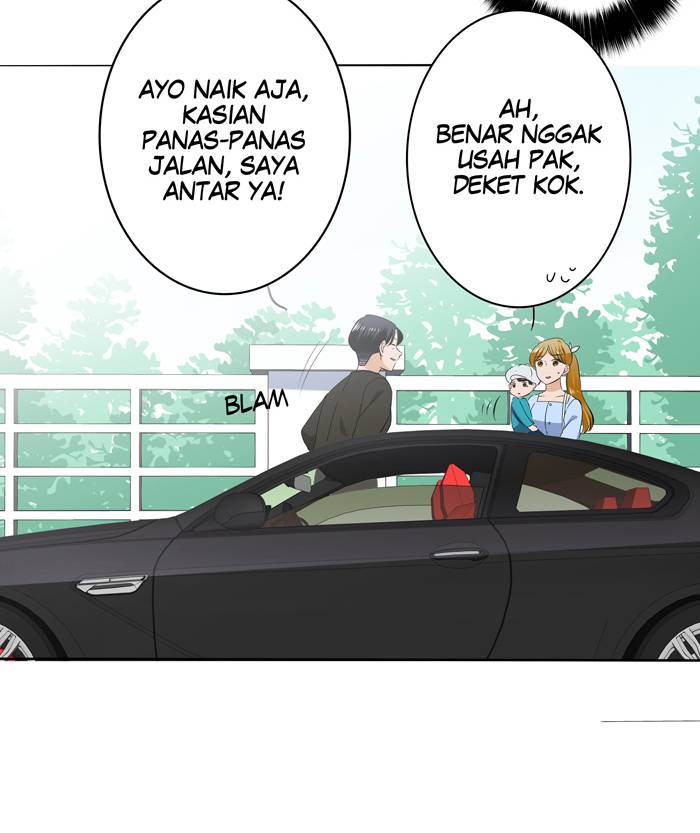 AYO NAIK AJA,
KASIAN
PANAS-PANAS
JALAN, SAYA
ANTAR YA!
AH,
BENAR NGGAK
USAH PAK,
DEKET KOK.
BLAM